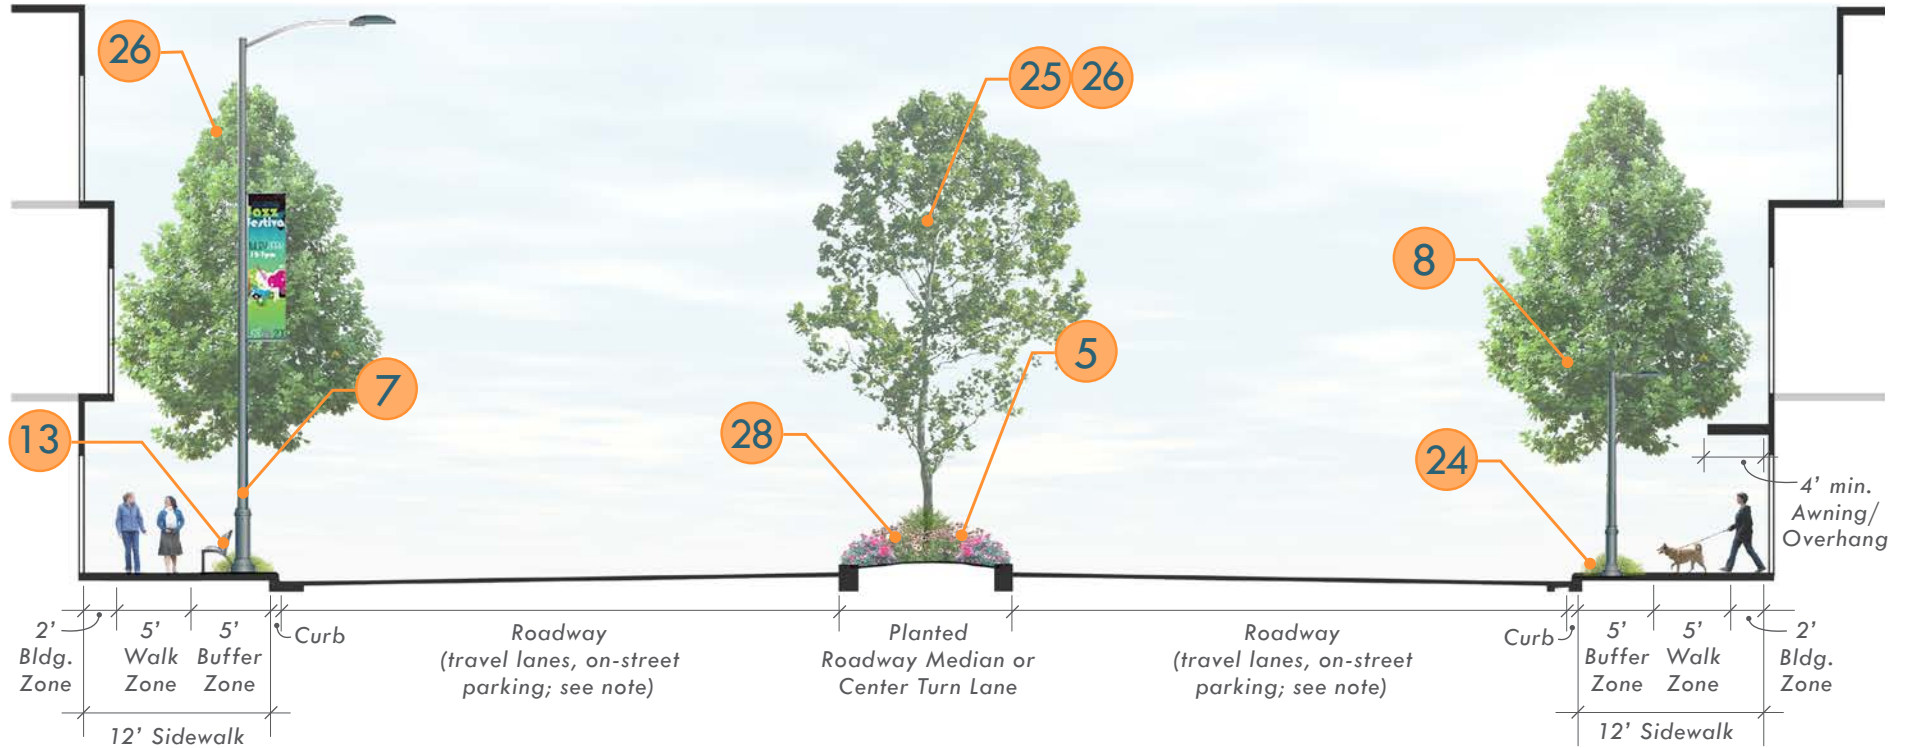 26
25 26
8
5
7
28
13
24
Jazz
Festival
4' min.
Awning/
Overhang
2'
Bldg.
Zone
5'
Walk
Zone
5'
Buffer
Zone
Curb
Roadway
(travel lanes, on-street
parking; see note)
Planted
Roadway Median or
Center Turn Lane
Roadway
(travel lanes, on-street
parking; see note)
Curb
5'
Buffer
Zone
5'
Walk
Zone
2'
Bldg.
Zone
12' Sidewalk
12' Sidewalk